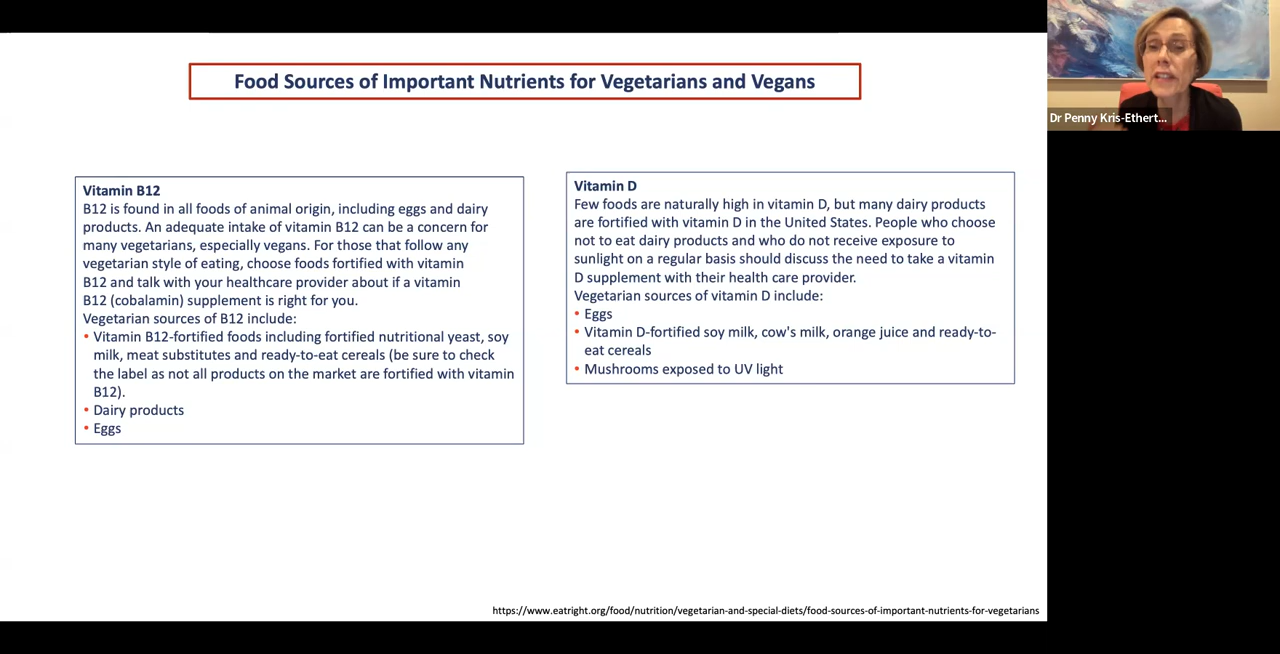 Food Sources of Important Nutrients for Vegetarians and Vegans
Vitamin B12
B12 is found in all foods of animal origin, including eggs and dairy
products. An adequate intake of vitamin B12 can be a concern for
many vegetarians, especially vegans. For those that follow any
vegetarian style of eating, choose foods fortified with vitamin
B12 and talk with your healthcare provider about if a vitamin
B12 (cobalamin) supplement is right for you.
Vegetarian sources of B12 include:
• Vitamin B12-fortified foods including fortified nutritional yeast, soy
milk, meat substitutes and ready-to-eat cereals (be sure to check
the label as not all products on the market are fortified with vitamin
B12).
• Dairy products
• Eggs
Vitamin D
Few foods are naturally high in vitamin D, but many dairy products
are fortified with vitamin D in the United States. People who choose
not to eat dairy products and who do not receive exposure to
sunlight on a regular basis should discuss the need to take a vitamin
D supplement with their health care provider.
Vegetarian sources of vitamin D include:
• Eggs
• Vitamin D-fortified soy milk, cow's milk, orange juice and ready-to-
eat cereals
• Mushrooms exposed to UV light
https://www.eatright.org/food/nutrition/vegetarian-and-special-diets/food-sources-of-important-nutrients-for-vegetarians
Dr Penny Kris-Ethert...